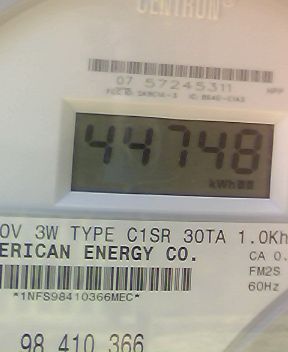 CENTRON®
07 57245311
44748
kWh
0V 3W TYPE C1SR 30TA 1.0Kh
ERICAN ENERGY CO.
CA 0.
FM2S
60Hz
*1NFS98410366MEC*
98 410 366